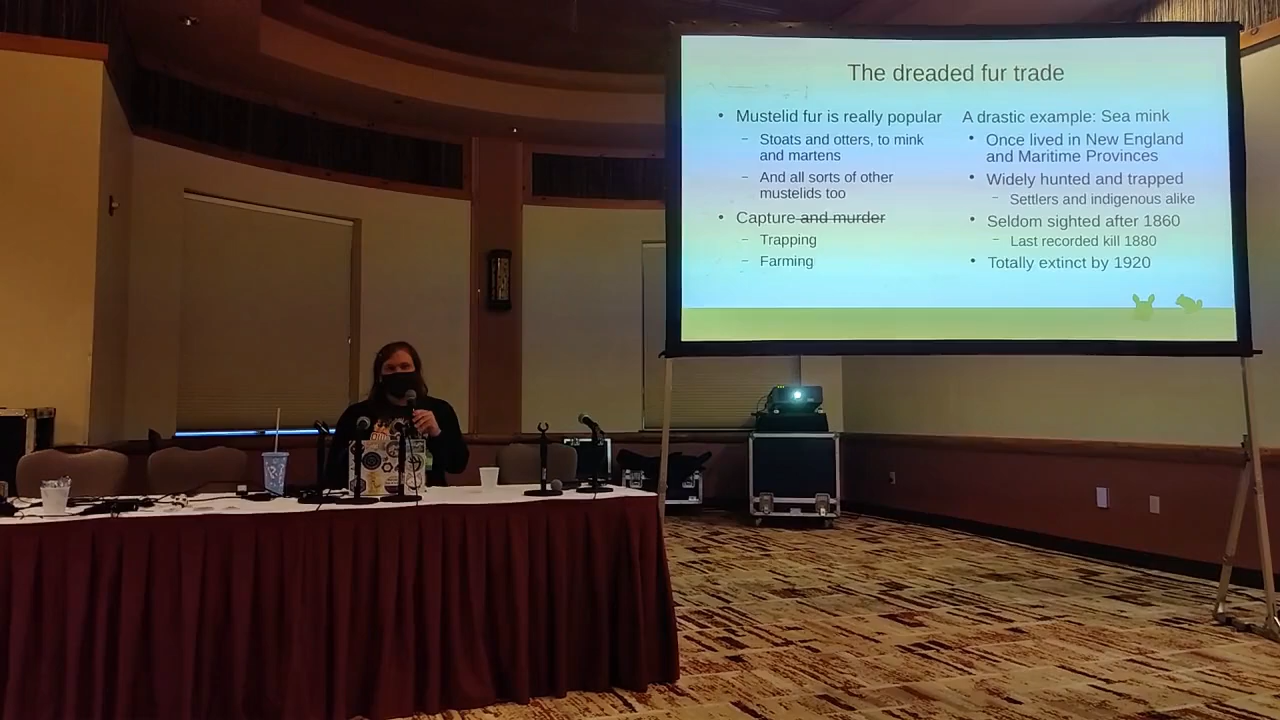 The dreaded fur trade
• Mustelid fur is really popular
– Stoats and otters, to mink
and martens
– And all sorts of other
mustelids too
• Capture and murder
– Trapping
– Farming
A drastic example: Sea mink
• Once lived in New England
and Maritime Provinces
• Widely hunted and trapped
– Settlers and indigenous alike
• Seldom sighted after 1860
– Last recorded kill 1880
• Totally extinct by 1920